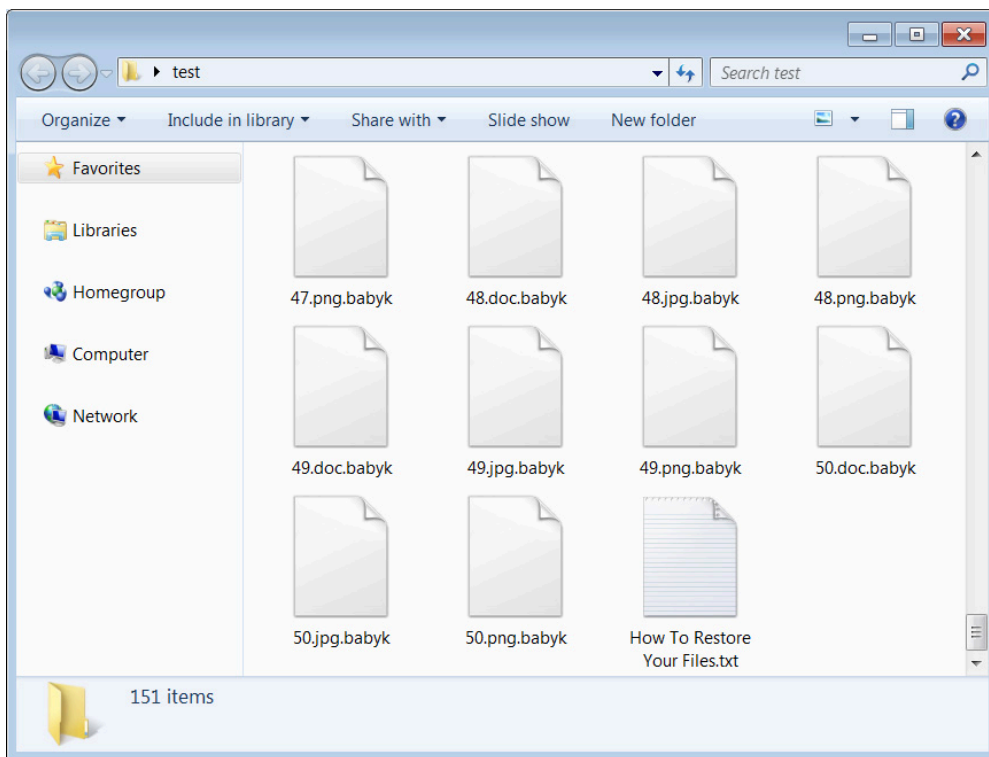 test
Search test
Organize Include in library Share with Slide show New folder
Favorites
Libraries
Homegroup
Computer
Network
47.png.babyk 48.doc.babyk 48.jpg.babyk 48.png.babyk
49.doc.babyk 49.jpg.babyk 49.png.babyk 50.doc.babyk
50.jpg.babyk 50.png.babyk How To Restore
Your Files.txt
151 items